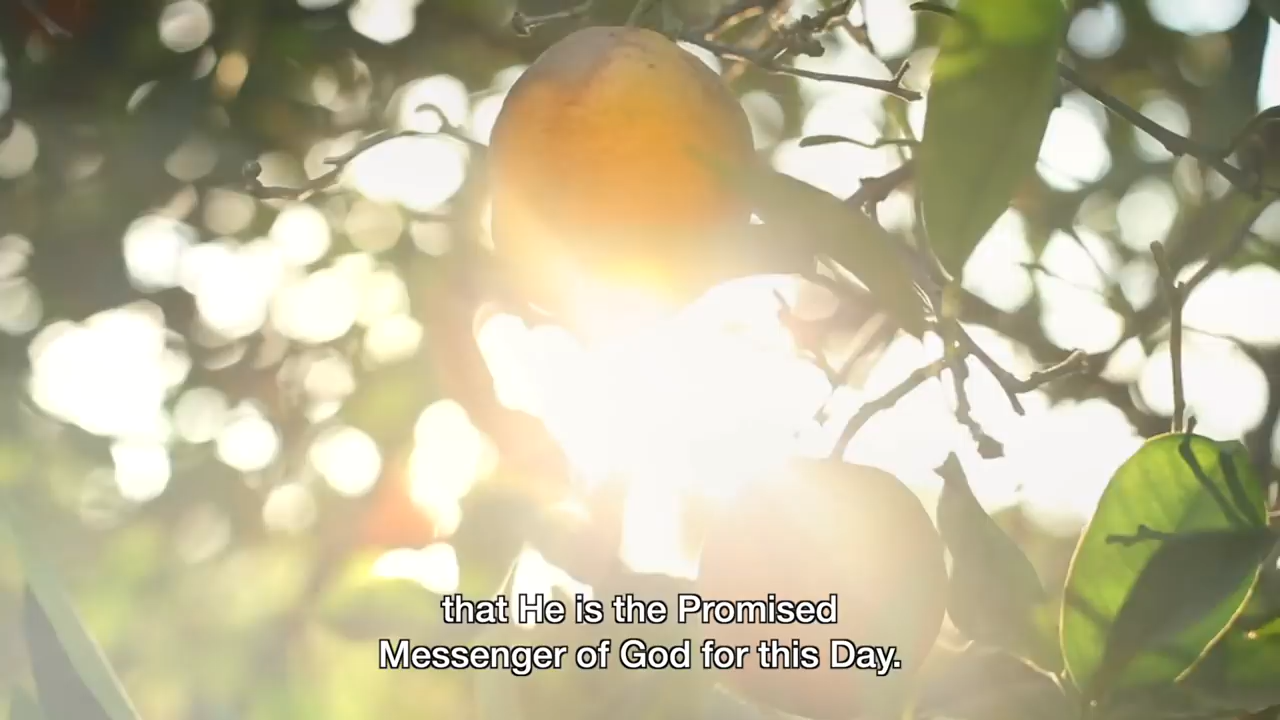 that He is the Promised
Messenger of God for this Day.